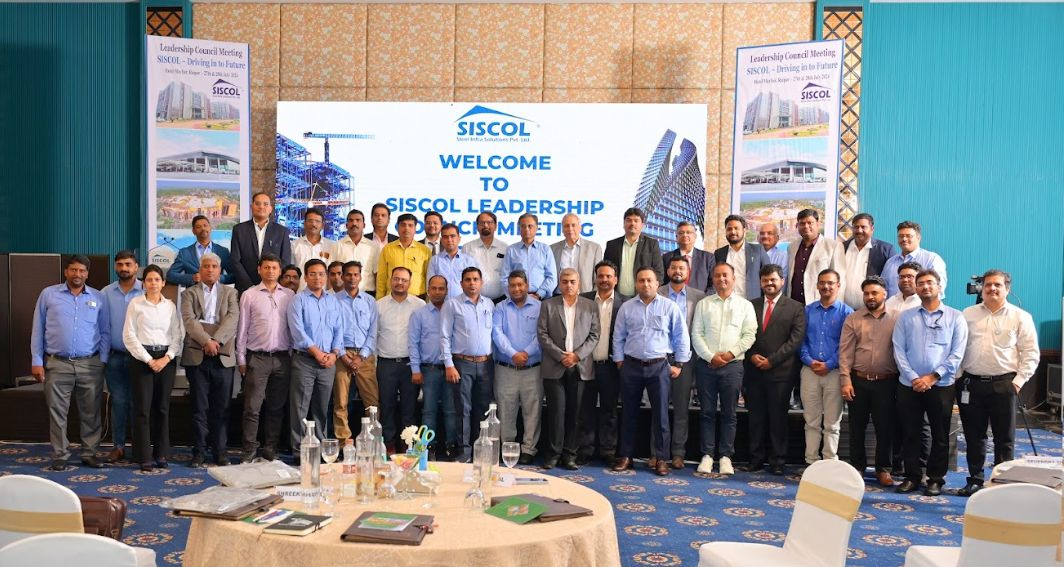 Leadership Council Meeting
SISCOL – Driving in to Future
SISCOL
Leadership Council Meeting
SISCOL – Driving in to Future
SISCOL
SISCOL
Steel Infra Solutions Pvt. Ltd.
WELCOME
TO
SISCOL LEADERSHIP
MEETING